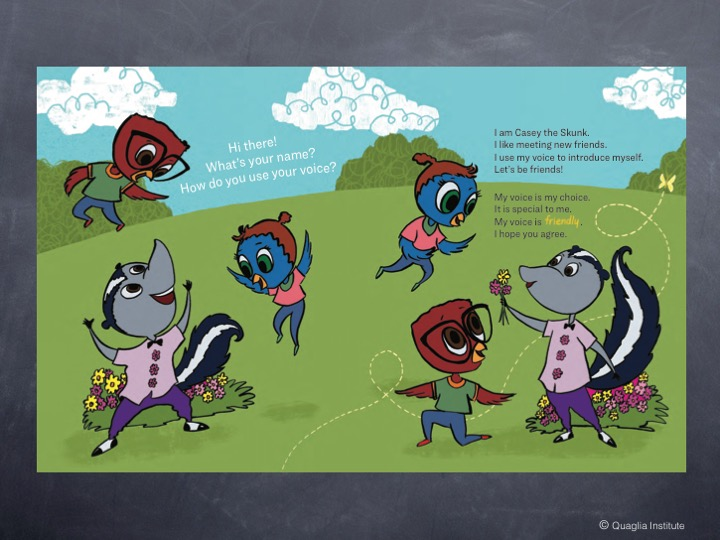 Hi there!
What's your name?
How do you use your voice?
I am Casey the Skunk.
I like meeting new friends.
I use my voice to introduce myself.
Let's be friends!
My voice is my choice.
It is special to me.
My voice is friendly.
I hope you agree.
© Quaglia Institute